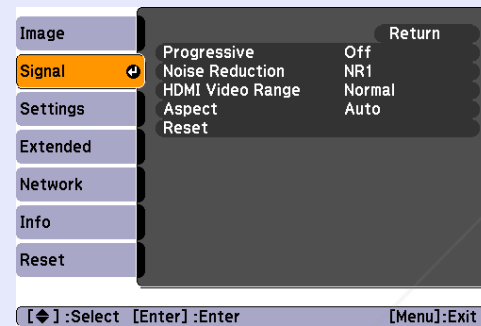 Image
Signal
Settings
Extended
Network
Info
Reset
Return
Progressive Off
Noise Reduction NR1
HDMI Video Range Normal
Aspect Auto
Reset
[◆] :Select [Enter] :Enter [Menu]:Exit